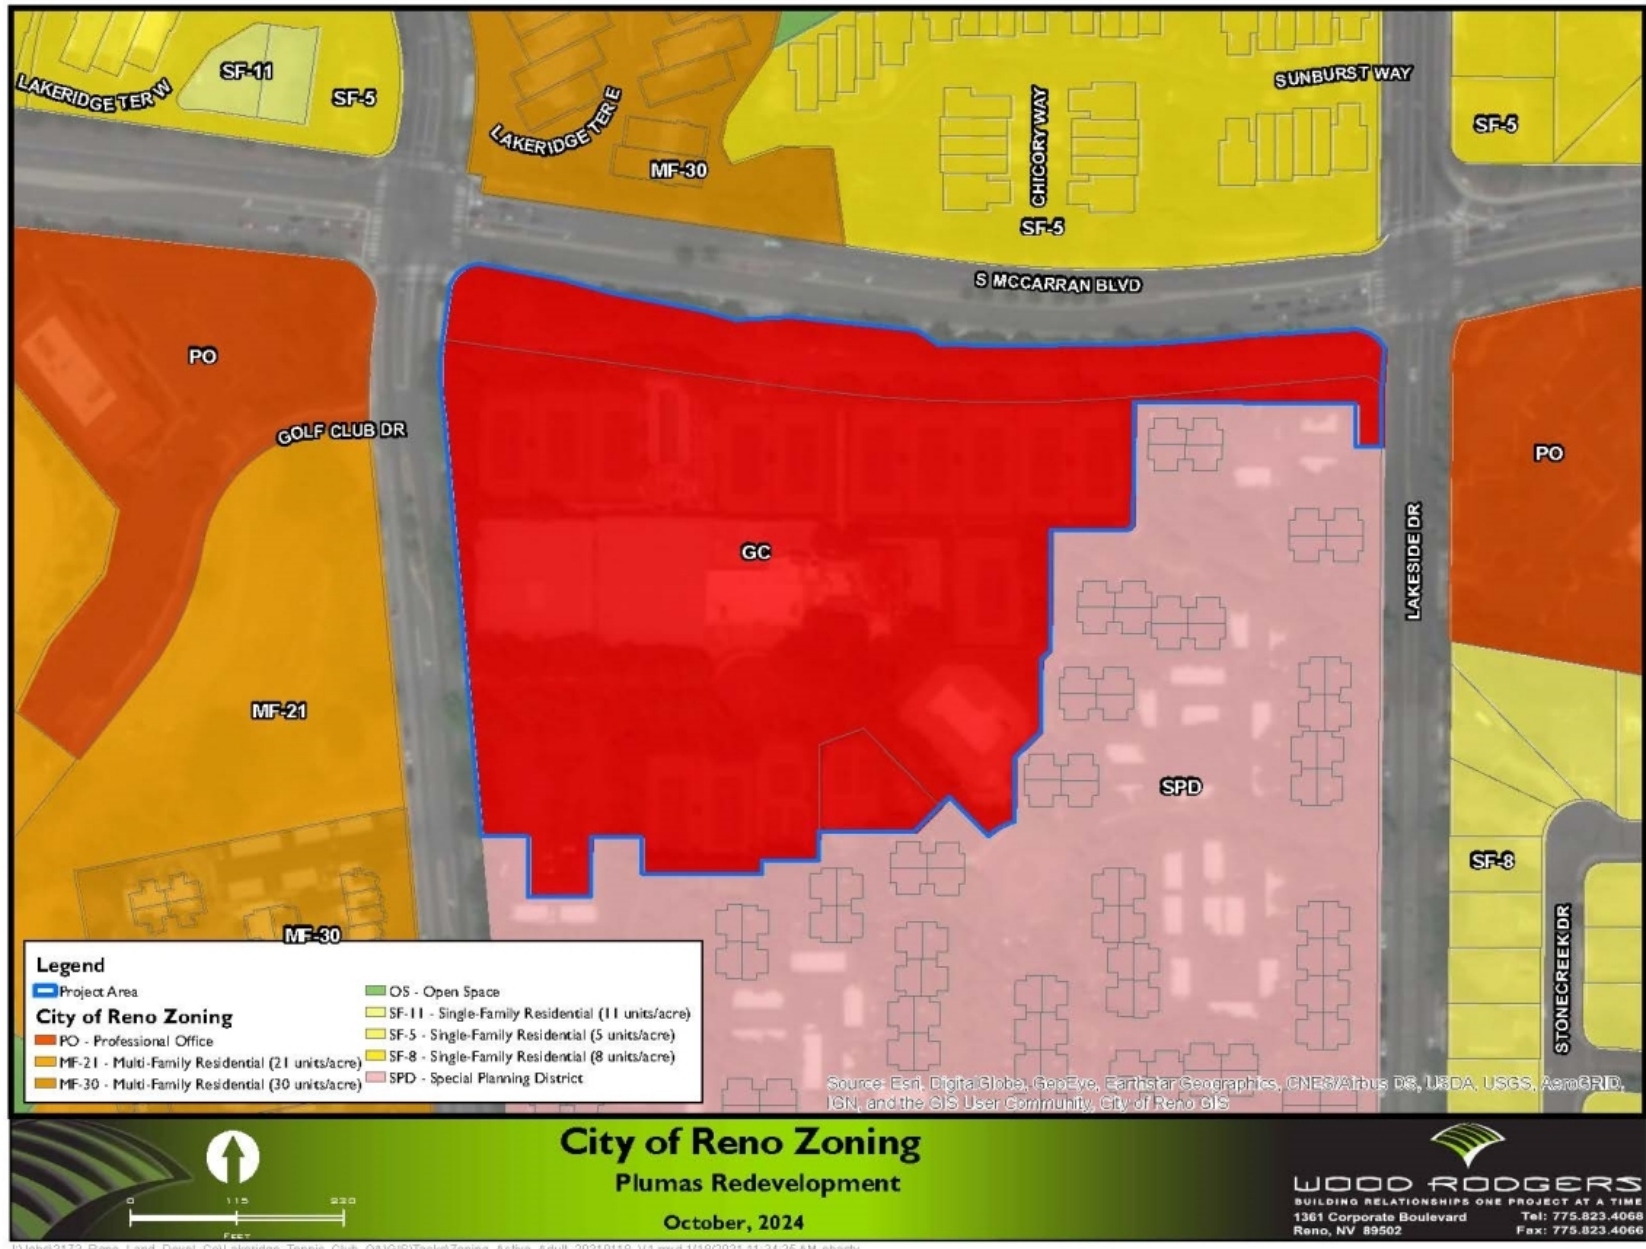 LAKERIDGE TER W
SF-11
SF-5
LAKERIDGE TER E
MF-30
CHICORY WAY
SF-5
SUNBURST WAY
SF-5
S MCCARRAN BLVD
PO
GOLF CLUB DR
GC
PO
LAKESIDE DR
MF-21
SPD
SF-8
STONECREEK DR
MF-30
Legend
Project Area
City of Reno Zoning
PO - Professional Office
MF-21 - Multi-Family Residential (21 units/acre)
MF-30 - Multi-Family Residential (30 units/acre)
OS - Open Space
SF-11 - Single-Family Residential (11 units/acre)
SF-5 - Single-Family Residential (5 units/acre)
SF-8 - Single-Family Residential (8 units/acre)
SPD - Special Planning District
Source: Esri, DigitalGlobe, GeoEye, Earthstar Geographics, CNES/Airbus DS, USDA, USGS, AeroGRID,
IGN, and the GIS User Community, City of Reno GIS
0 115 230
FEET
City of Reno Zoning
Plumas Redevelopment
October, 2024
WOOD RODGERS
BUILDING RELATIONSHIPS ONE PROJECT AT A TIME
1361 Corporate Boulevard Tel: 775.823.4068
Reno, NV 89502 Fax: 775.823.4066